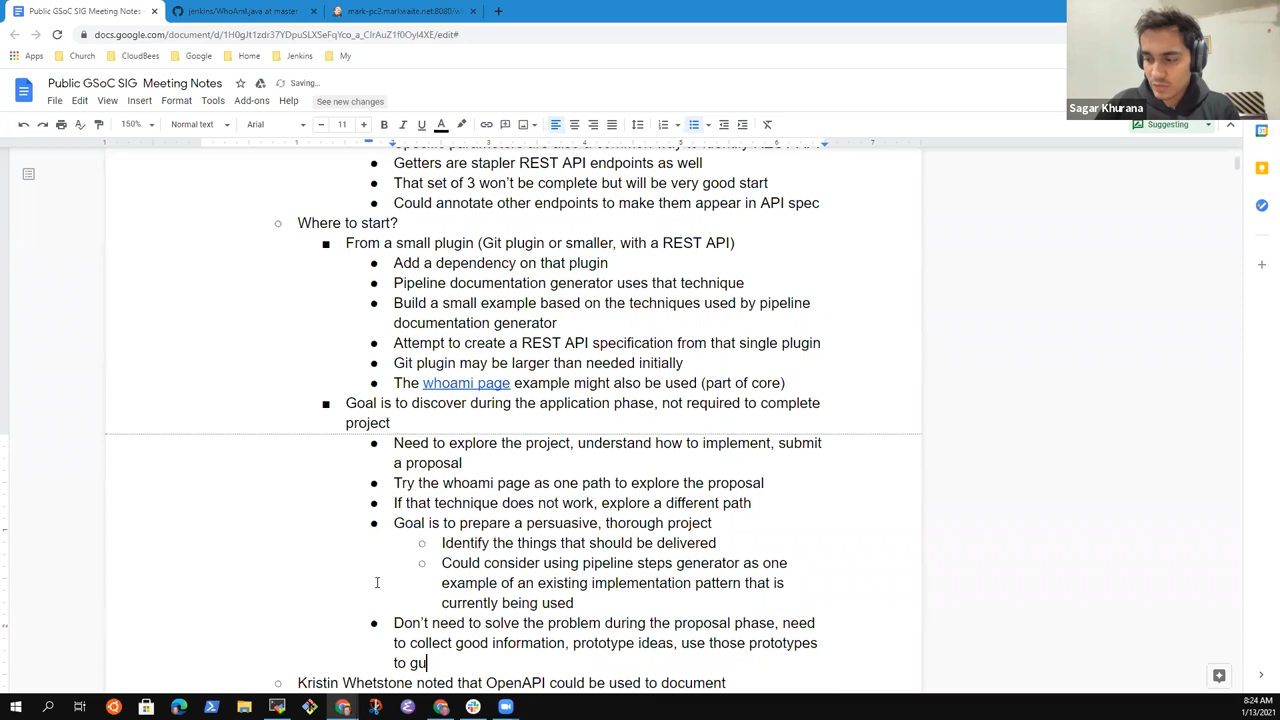 Public GSoC SIG Meeting Notes
jenkins/WhoAmI.java at master
mark-pc2.markwaite.net:8080/w
docs.google.com/document/d/1H0gJt1zdr37YDpuSLXSeFqYco_a_CIrAuZ1f0OyI4XE/edit#
Apps Church CloudBees Google Home Jenkins My
Public GSoC SIG Meeting Notes Saving...
File Edit View Insert Format Tools Add-ons Help See new changes
150% Normal text Arial 11 Suggesting
Sagar Khurana
1 1 2 3 4 5 6 7
Getters are stapler REST API endpoints as well
That set of 3 won't be complete but will be very good start
Could annotate other endpoints to make them appear in API spec
Where to start?
From a small plugin (Git plugin or smaller, with a REST API)
Add a dependency on that plugin
Pipeline documentation generator uses that technique
Build a small example based on the techniques used by pipeline
documentation generator
Attempt to create a REST API specification from that single plugin
Git plugin may be larger than needed initially
The whoami page example might also be used (part of core)
Goal is to discover during the application phase, not required to complete
project
Need to explore the project, understand how to implement, submit
a proposal
Try the whoami page as one path to explore the proposal
If that technique does not work, explore a different path
Goal is to prepare a persuasive, thorough project
Identify the things that should be delivered
Could consider using pipeline steps generator as one
example of an existing implementation pattern that is
currently being used
Don't need to solve the problem during the proposal phase, need
to collect good information, prototype ideas, use those prototypes
to gu
Kristin Whetstone noted that OpenAPI could be used to document
8:24 AM
1/13/2021